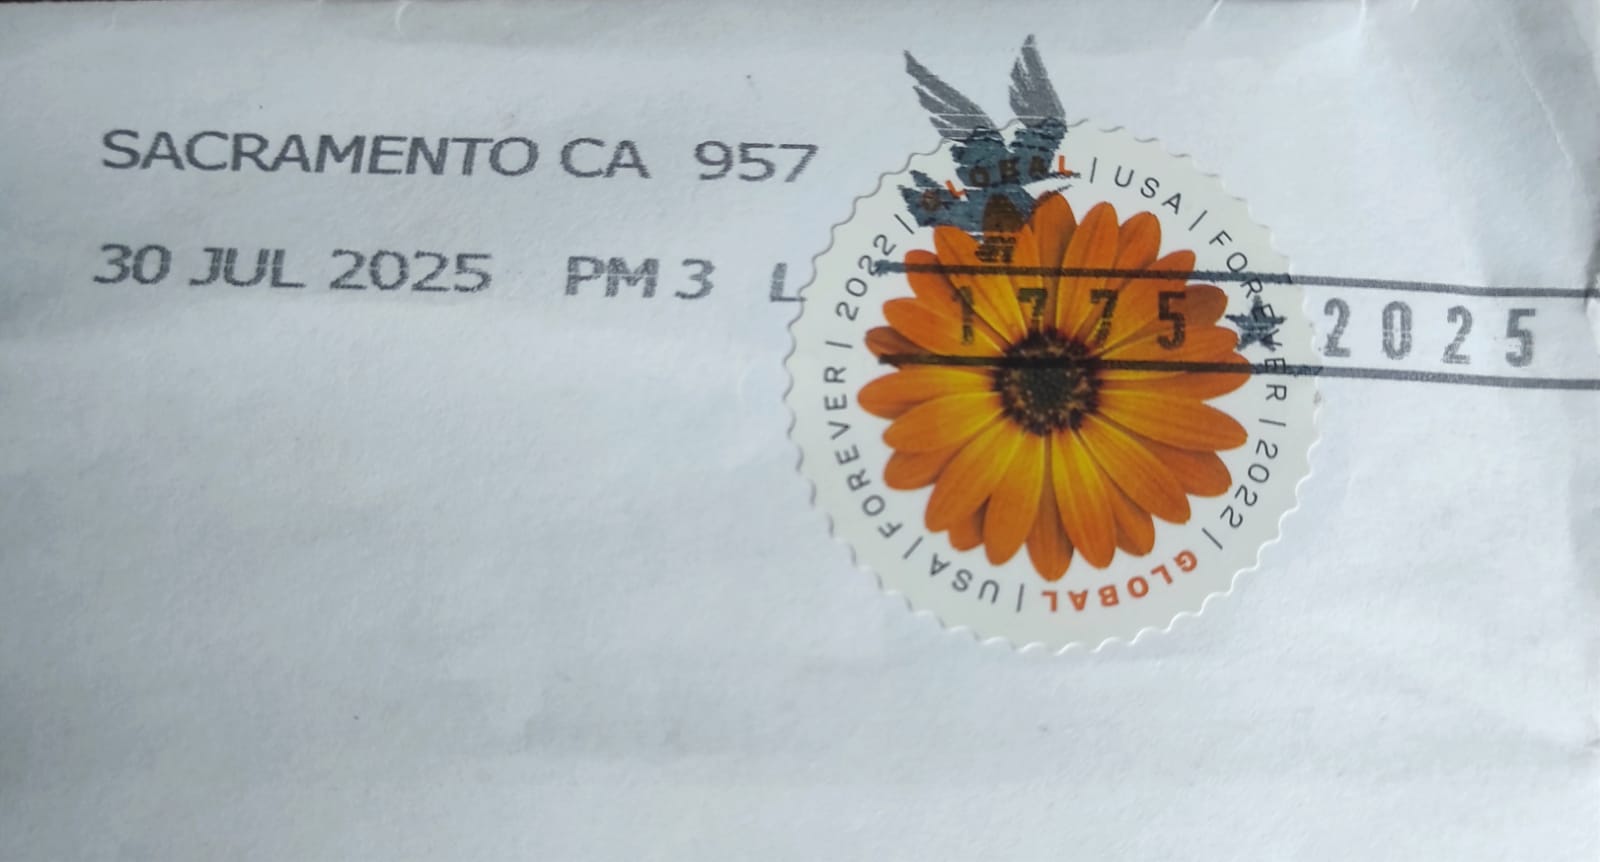 SACRAMENTO CA 957
30 JUL 2025 PM 3 L
1775 ★ 2025
GLOBAL | USA | FOREVER | 2022 | GLOBAL | USA | FOREVER | 2022 |